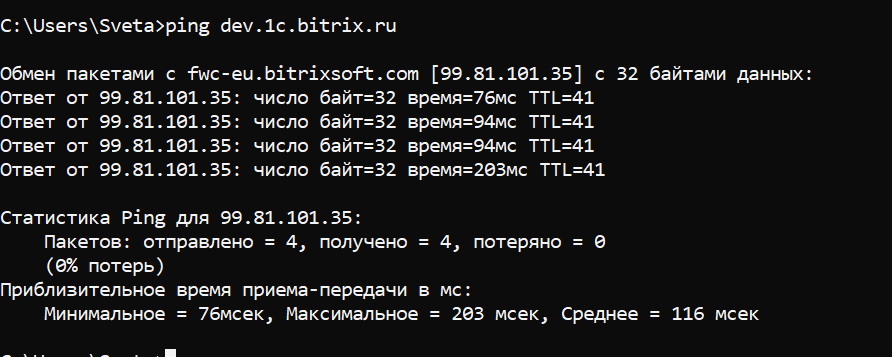 C:\Users\Sveta>ping dev.1c.bitrix.ru
Обмен пакетами с fwc-eu.bitrixsoft.com [99.81.101.35] с 32 байтами данных:
Ответ от 99.81.101.35: число байт=32 время=76мс TTL=41
Ответ от 99.81.101.35: число байт=32 время=94мс TTL=41
Ответ от 99.81.101.35: число байт=32 время=94мс TTL=41
Ответ от 99.81.101.35: число байт=32 время=203мс TTL=41
Статистика Ping для 99.81.101.35:
Пакетов: отправлено = 4, получено = 4, потеряно = 0
(0% потерь)
Приблизительное время приема-передачи в мс:
Минимальное = 76мсек, Максимальное = 203 мсек, Среднее = 116 мсек